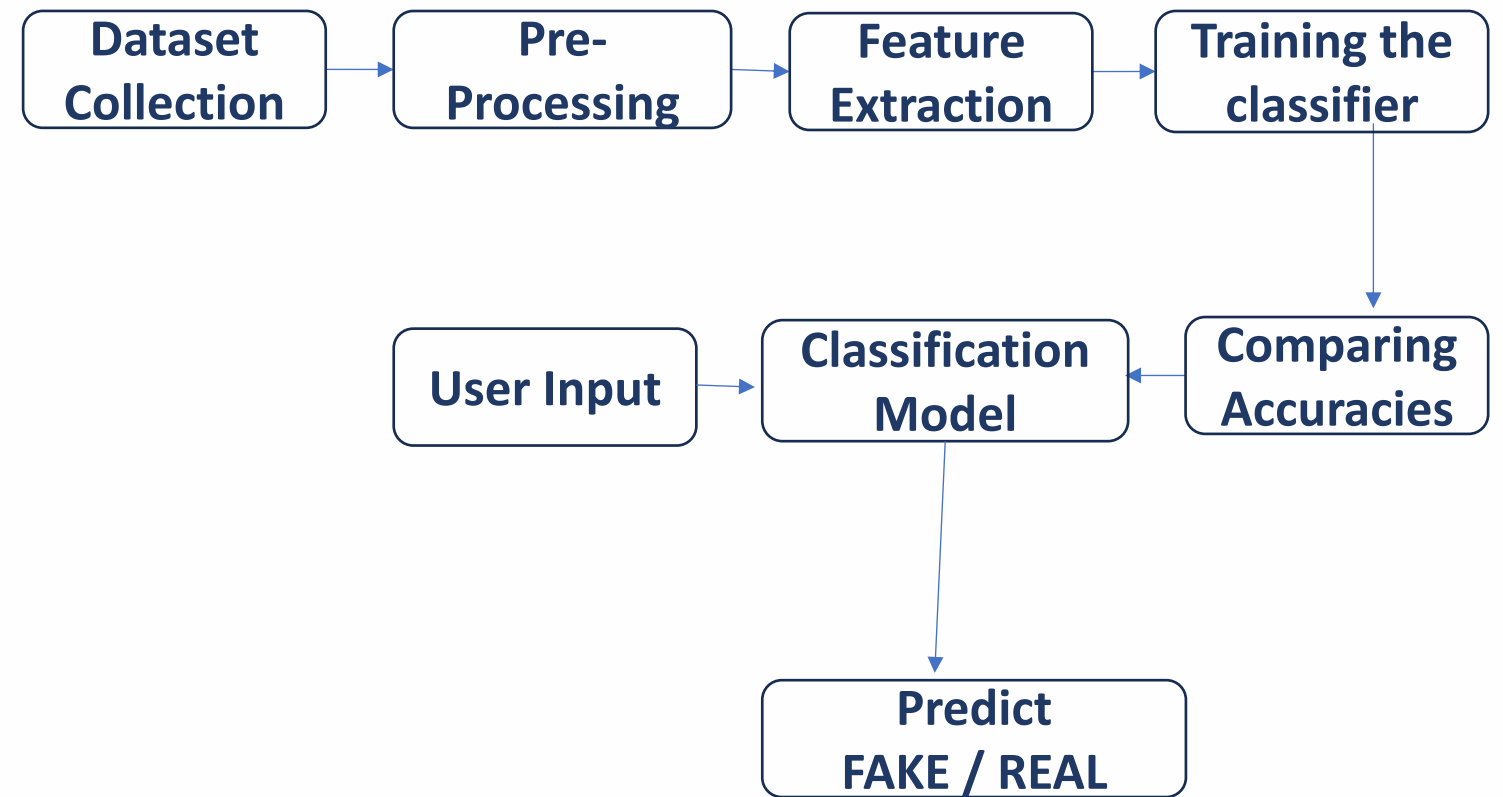 Dataset
Collection
Pre-
Processing
Feature
Extraction
Training the
classifier
User Input
Classification
Model
Comparing
Accuracies
Predict
FAKE / REAL